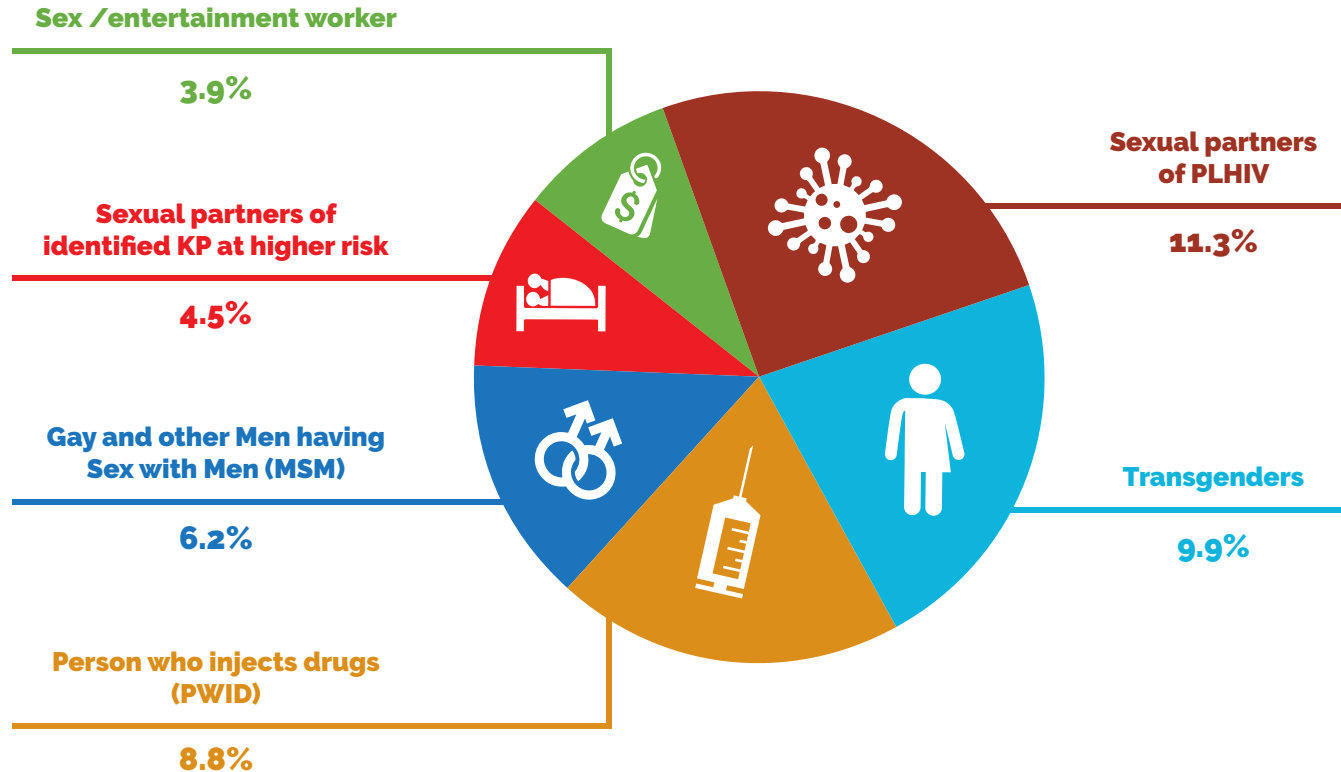 Sex /entertainment worker
3.9%
Sexual partners of
identified KP at higher risk
4.5%
Gay and other Men having
Sex with Men (MSM)
6.2%
Person who injects drugs
(PWID)
8.8%
$
Sexual partners
of PLHIV
11.3%
Transgenders
9.9%